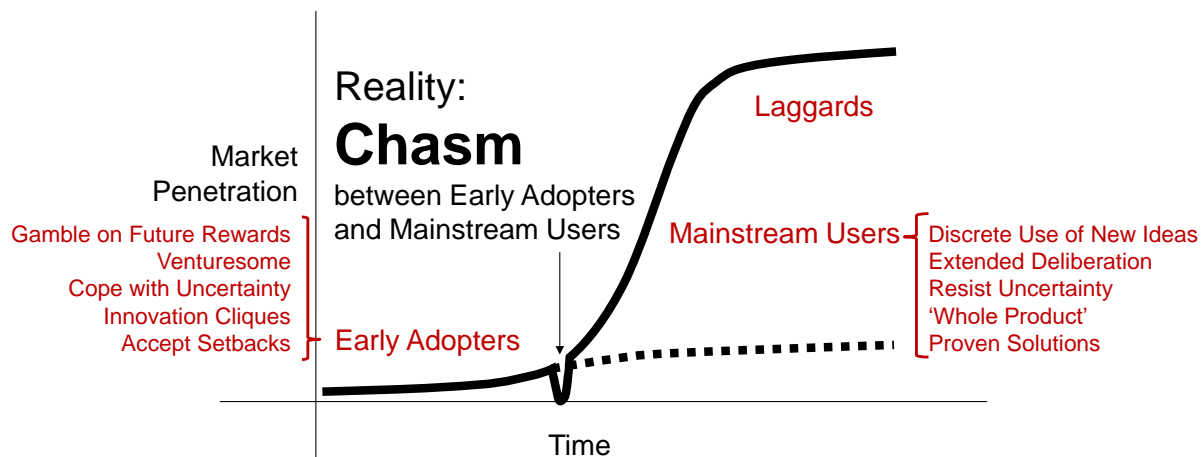 Reality:
Chasm
between Early Adopters
and Mainstream Users
Market
Penetration
Gamble on Future Rewards
Venturesome
Cope with Uncertainty
Innovation Cliques
Accept Setbacks
Early Adopters
Laggards
Mainstream Users
Discrete Use of New Ideas
Extended Deliberation
Resist Uncertainty
‘Whole Product’
Proven Solutions
Time